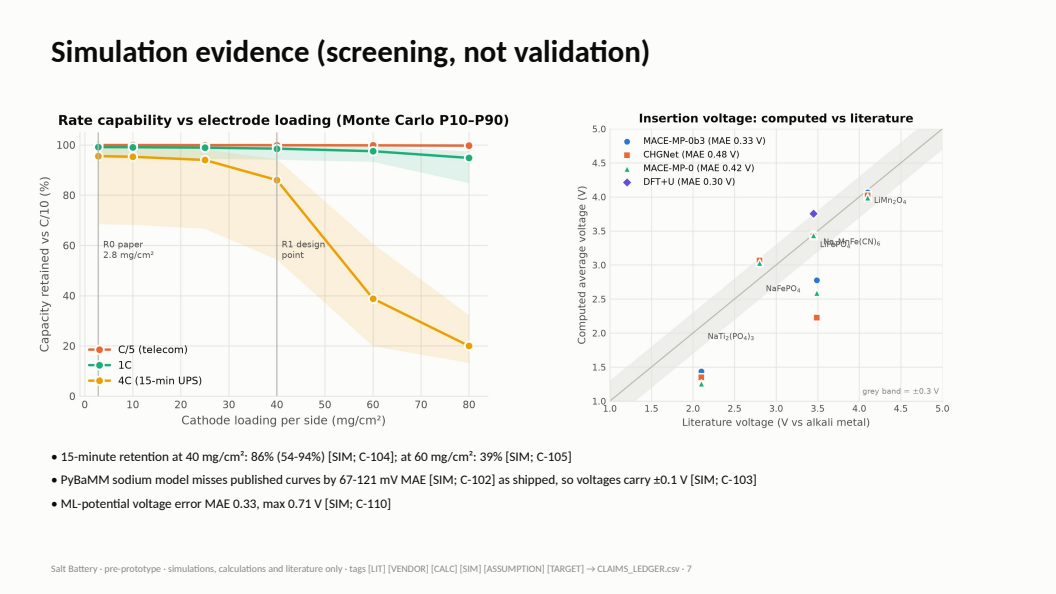 Simulation evidence (screening, not validation)
Rate capability vs electrode loading (Monte Carlo P10–P90)
Capacity retained vs C/10 (%)
100
80
60
40
20
0
R0 paper
2.8 mg/cm²
R1 design
point
C/5 (telecom)
1C
4C (15-min UPS)
0 10 20 30 40 50 60 70 80
Cathode loading per side (mg/cm²)
Insertion voltage: computed vs literature
Computed average voltage (V)
5.0
4.5
4.0
3.5
3.0
2.5
2.0
1.5
1.0
MACE-MP-0b3 (MAE 0.33 V)
CHGNet (MAE 0.48 V)
MACE-MP-0 (MAE 0.42 V)
DFT+U (MAE 0.30 V)
LiMn₂O₄
LiFePO₄
NaFePO₄
NaTi₂(PO₄)₃
grey band = ±0.3 V
1.0 1.5 2.0 2.5 3.0 3.5 4.0 4.5 5.0
Literature voltage (V vs alkali metal)
• 15-minute retention at 40 mg/cm²: 86% (54-94%) [SIM; C-104]; at 60 mg/cm²: 39% [SIM; C-105]
• PyBaMM sodium model misses published curves by 67-121 mV MAE [SIM; C-102] as shipped, so voltages carry ±0.1 V [SIM; C-103]
• ML-potential voltage error MAE 0.33, max 0.71 V [SIM; C-110]
Salt Battery · pre-prototype · simulations, calculations and literature only · tags [LIT] [VENDOR] [CALC] [SIM] [ASSUMPTION] [TARGET] → CLAIMS_LEDGER.csv · 7